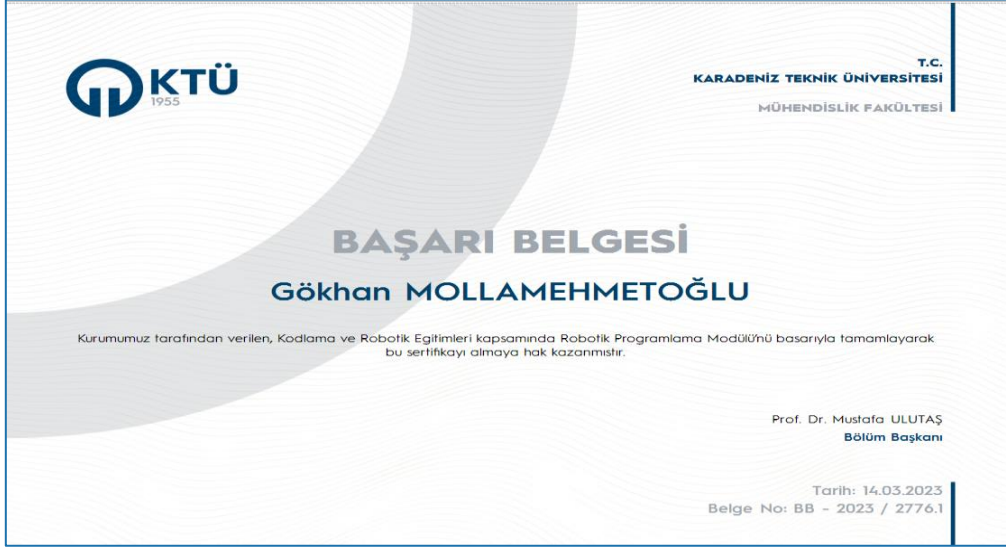 KTÜ
1955
T.C.
KARADENİZ TEKNİK ÜNİVERSİTESİ
MÜHENDİSLİK FAKÜLTESİ
BAŞARI BELGESİ
Gökhan MOLLAMEHMETOĞLU
Kurumumuz tarafından verilen, Kodlama ve Robotik Egitimleri kapsamında Robotik Programlama Modülü'nü basarıyla tamamlayarak
bu sertifikayı almaya hak kazanmıstır.
Prof. Dr. Mustafa ULUTAŞ
Bölüm Başkanı
Tarih: 14.03.2023
Belge No: BB - 2023 / 2776.1